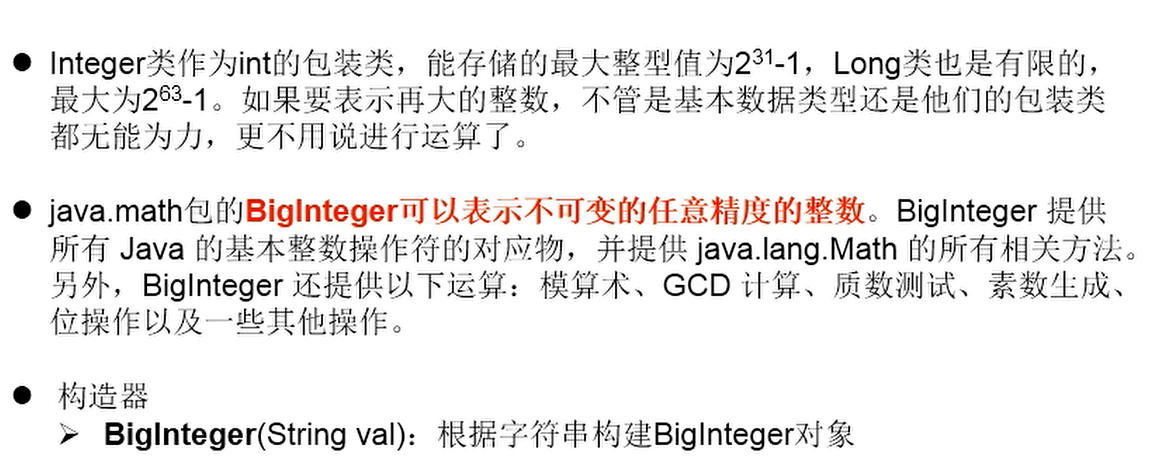 ● Integer类作为int的包装类，能存储的最大整型值为2³¹-1，Long类也是有限的，
最大为2⁶³-1。如果要表示再大的整数，不管是基本数据类型还是他们的包装类
都无能为力，更不用说进行运算了。
● java.math包的BigInteger可以表示不可变的任意精度的整数。BigInteger 提供
所有 Java 的基本整数操作符的对应物，并提供 java.lang.Math 的所有相关方法。
另外，BigInteger 还提供以下运算：模算术、GCD 计算、质数测试、素数生成、
位操作以及一些其他操作。
● 构造器
➢ BigInteger(String val)：根据字符串构建BigInteger对象